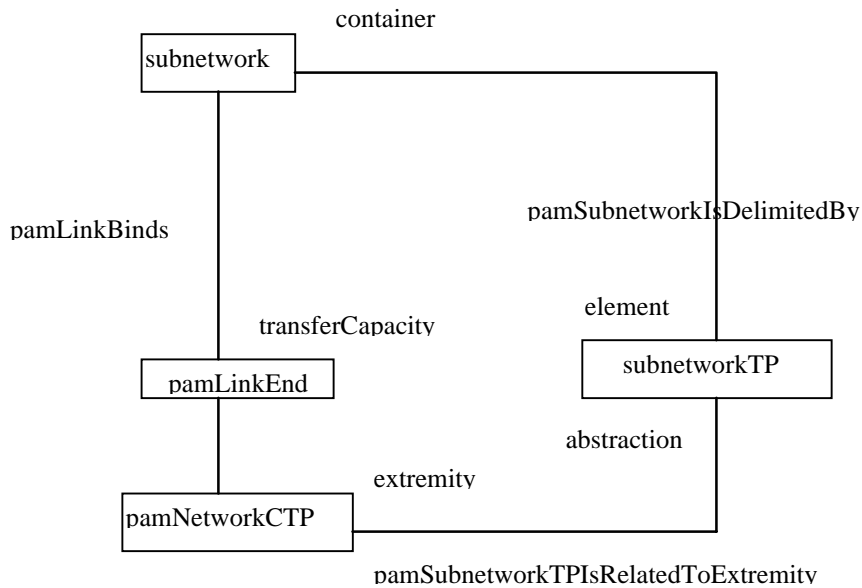 container
subnetwork
pamLinkBinds
pamSubnetworkIsDelimitedBy
element
transferCapacity
subnetworkTP
pamLinkEnd
abstraction
extremity
pamNetworkCTP
pamSubnetworkTPIsRelatedToExtremity